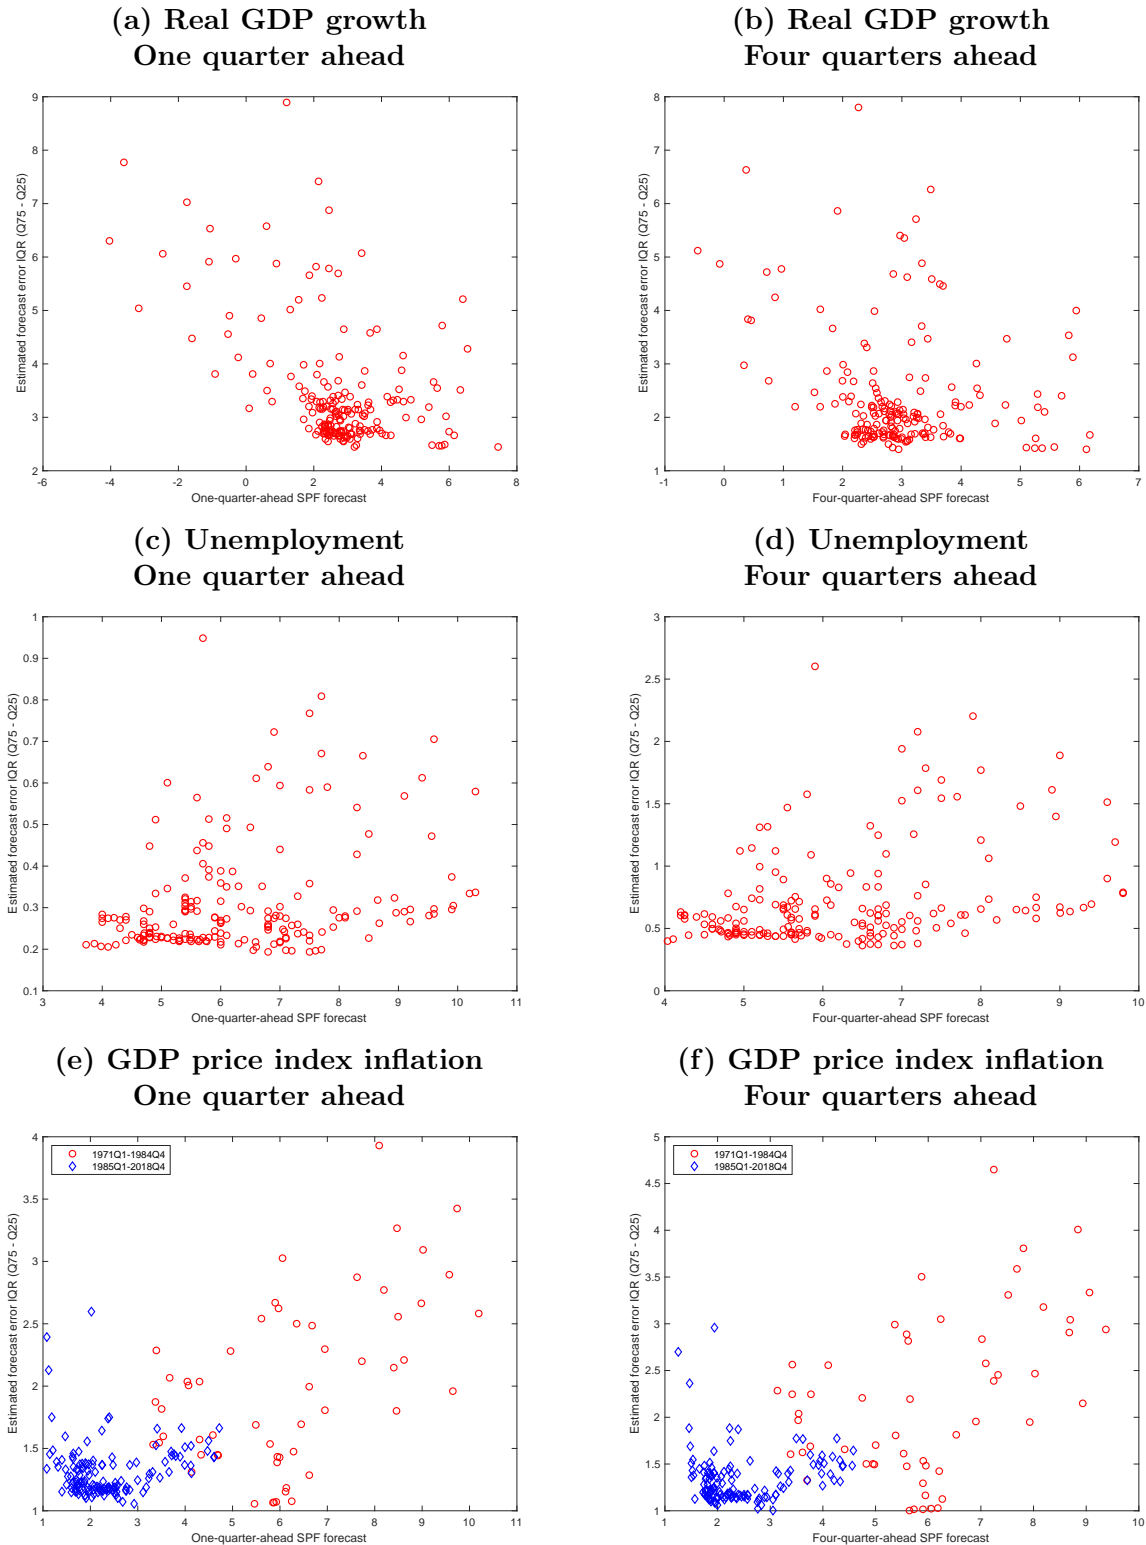 (a) Real GDP growth
One quarter ahead
(b) Real GDP growth
Four quarters ahead
9
8
7
6
5
4
3
2
-6 -4 -2 0 2 4 6 8
Estimated forecast error IQR (Q75 - Q25)
One-quarter-ahead SPF forecast
8
7
6
5
4
3
2
1
-1 0 1 2 3 4 5 6 7
Estimated forecast error IQR (Q75 - Q25)
Four-quarter-ahead SPF forecast
(c) Unemployment
One quarter ahead
(d) Unemployment
Four quarters ahead
1
0.9
0.8
0.7
0.6
0.5
0.4
0.3
0.2
0.1
3 4 5 6 7 8 9 10 11
Estimated forecast error IQR (Q75 - Q25)
One-quarter-ahead SPF forecast
3
2.5
2
1.5
1
0.5
0
4 5 6 7 8 9 10
Estimated forecast error IQR (Q75 - Q25)
Four-quarter-ahead SPF forecast
(e) GDP price index inflation
One quarter ahead
(f) GDP price index inflation
Four quarters ahead
4
3.5
3
2.5
2
1.5
1
1 2 3 4 5 6 7 8 9 10 11
Estimated forecast error IQR (Q75 - Q25)
One-quarter-ahead SPF forecast
1971Q1-1984Q4
1985Q1-2018Q4
5
4.5
4
3.5
3
2.5
2
1.5
1
1 2 3 4 5 6 7 8 9 10
Estimated forecast error IQR (Q75 - Q25)
Four-quarter-ahead SPF forecast
1971Q1-1984Q4
1985Q1-2018Q4